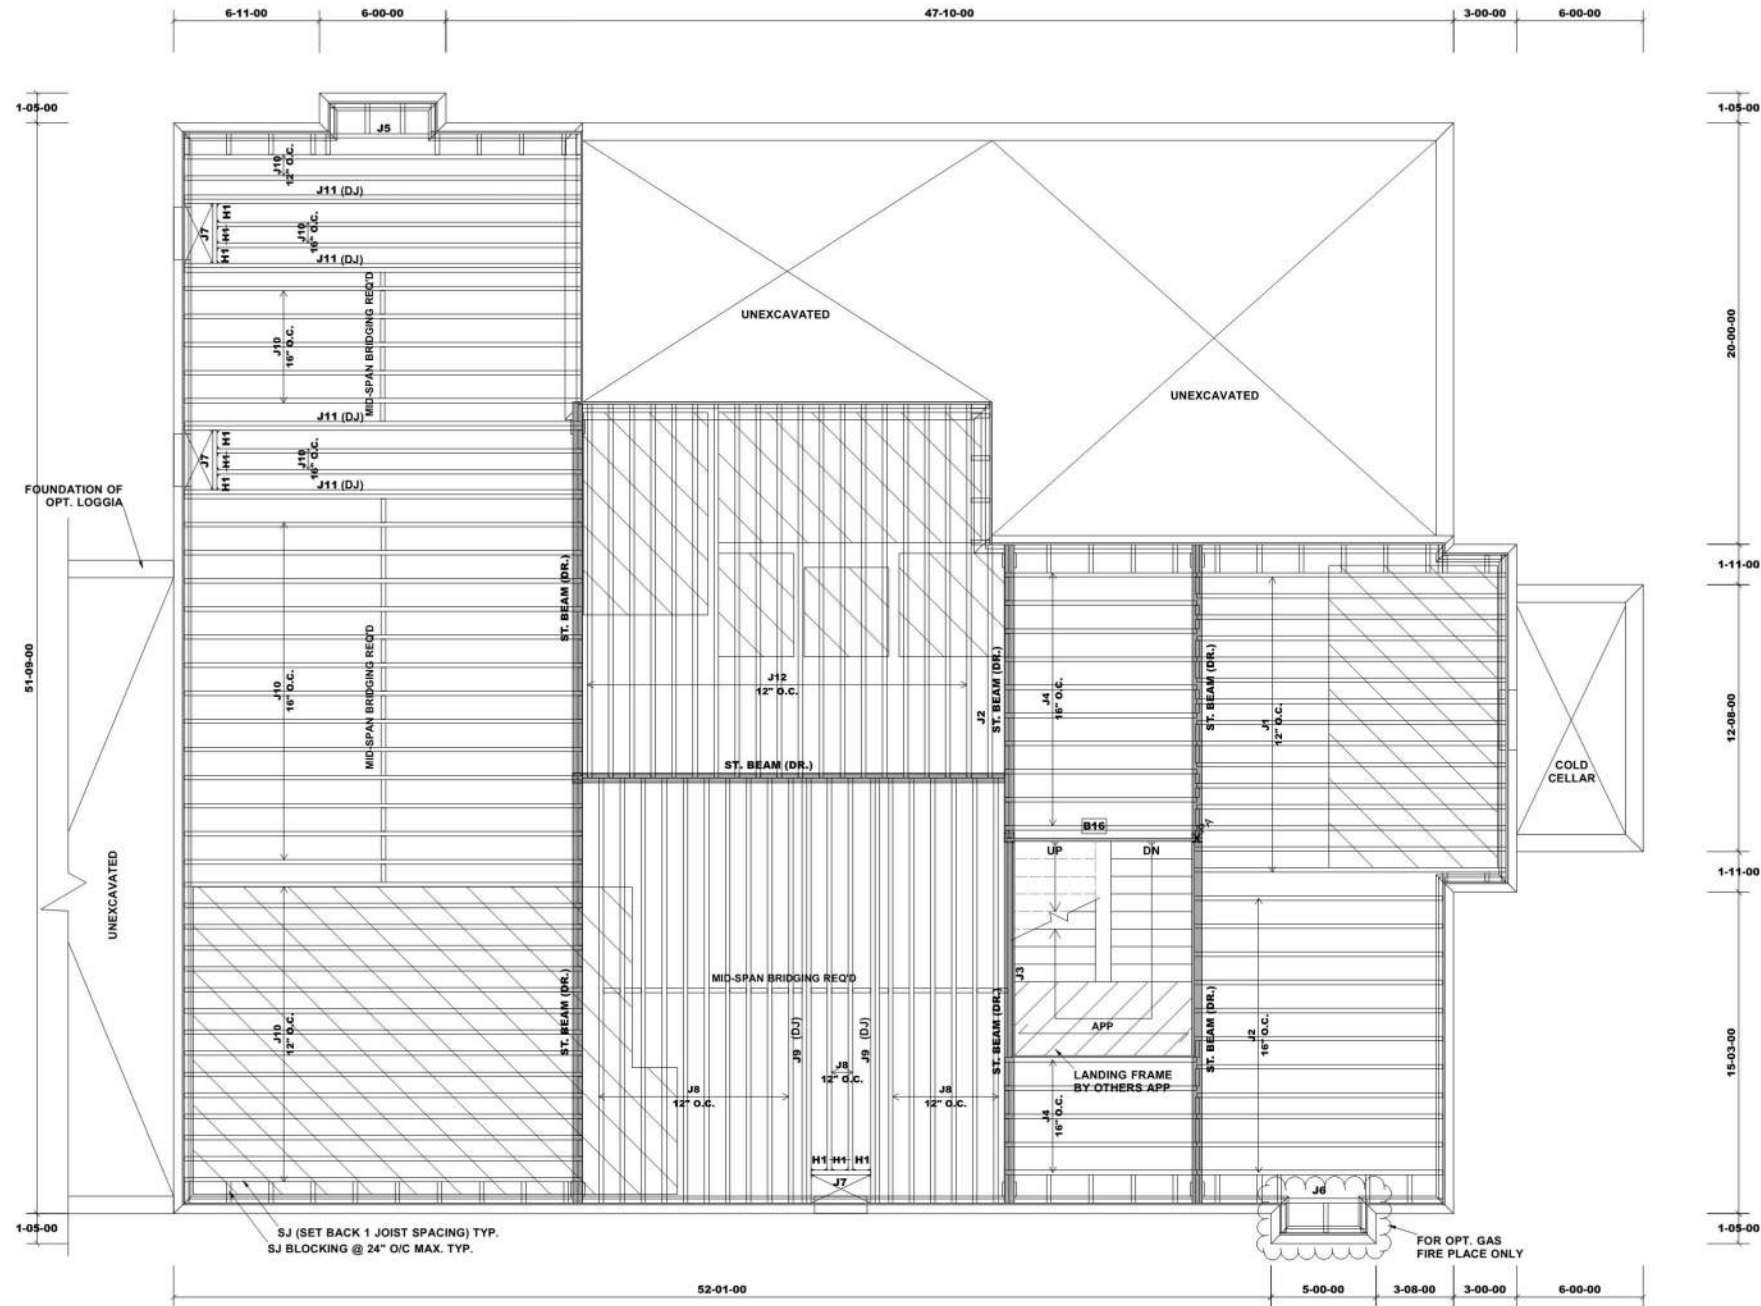 6-11-00
6-00-00
47-10-00
3-00-00
6-00-00
1-05-00
1-05-00
J5
J10
12" O.C.
J11 (DJ)
H1
J7
H1
H1
J10
16" O.C.
J11 (DJ)
MID-SPAN BRIDGING REQ'D
J10
16" O.C.
UNEXCAVATED
20-00-00
UNEXCAVATED
J11 (DJ)
H1
J7
H1
H1
J10
16" O.C.
J11 (DJ)
FOUNDATION OF
OPT. LOGGIA
1-11-00
ST. BEAM (DR.)
51-09-00
MID-SPAN BRIDGING REQ'D
J10
16" O.C.
J12
12" O.C.
J2
ST. BEAM (DR.)
J4
16" O.C.
ST. BEAM (DR.)
J1
12" O.C.
12-08-00
COLD
CELLAR
ST. BEAM (DR.)
B16
UP
DN
UNEXCAVATED
1-11-00
MID-SPAN BRIDGING REQ'D
J3
ST. BEAM (DR.)
J10
12" O.C.
J9 (DJ)
J9 (DJ)
ST. BEAM (DR.)
APP
ST. BEAM (DR.)
J2
16" O.C.
15-03-00
J8
12" O.C.
J8
12" O.C.
J8
12" O.C.
LANDING FRAME
BY OTHERS APP
J4
16" O.C.
H1
H1
H1
J7
J6
1-05-00
1-05-00
SJ (SET BACK 1 JOIST SPACING) TYP.
SJ BLOCKING @ 24" O/C MAX. TYP.
FOR OPT. GAS
FIRE PLACE ONLY
52-01-00
5-00-00
3-08-00
3-00-00
6-00-00